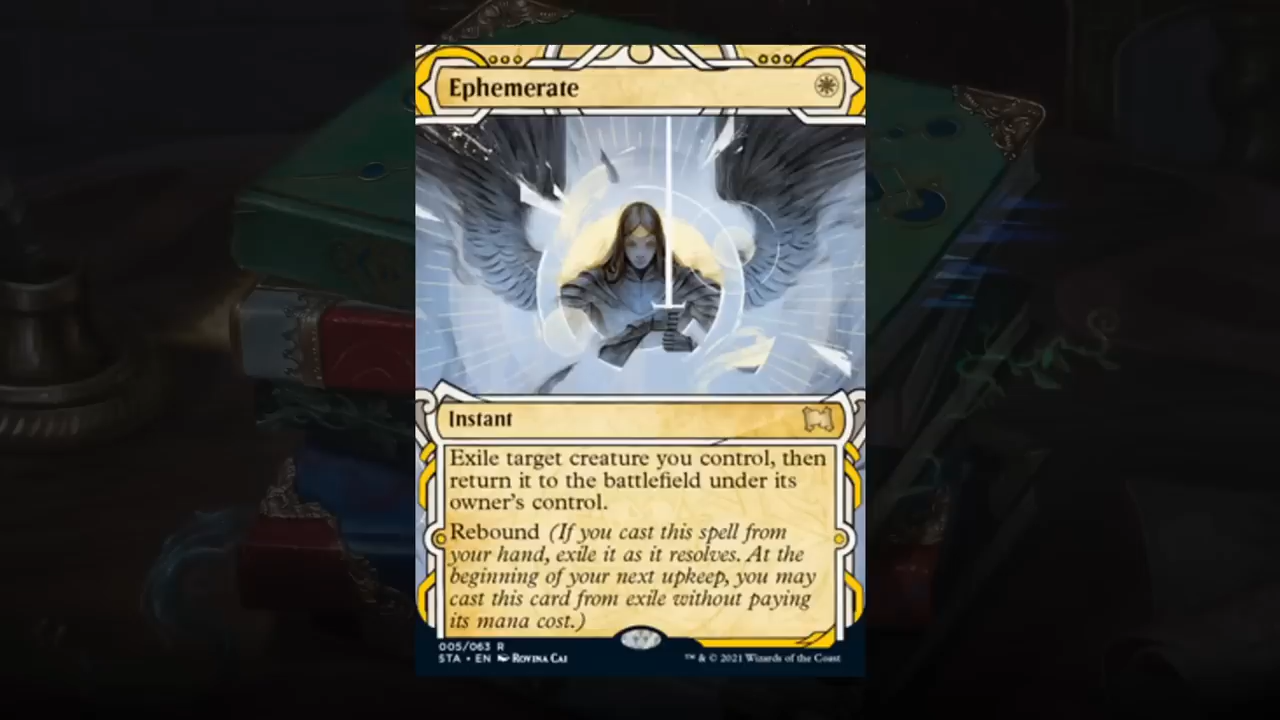 Ephemerate
Instant
Exile target creature you control, then
return it to the battlefield under its
owner's control.
Rebound (If you cast this spell from
your hand, exile it as it resolves. At the
beginning of your next upkeep, you may
cast this card from exile without paying
its mana cost.)
005/063 R
STA • EN Rovina Cai
™ & © 2021 Wizards of the Coast